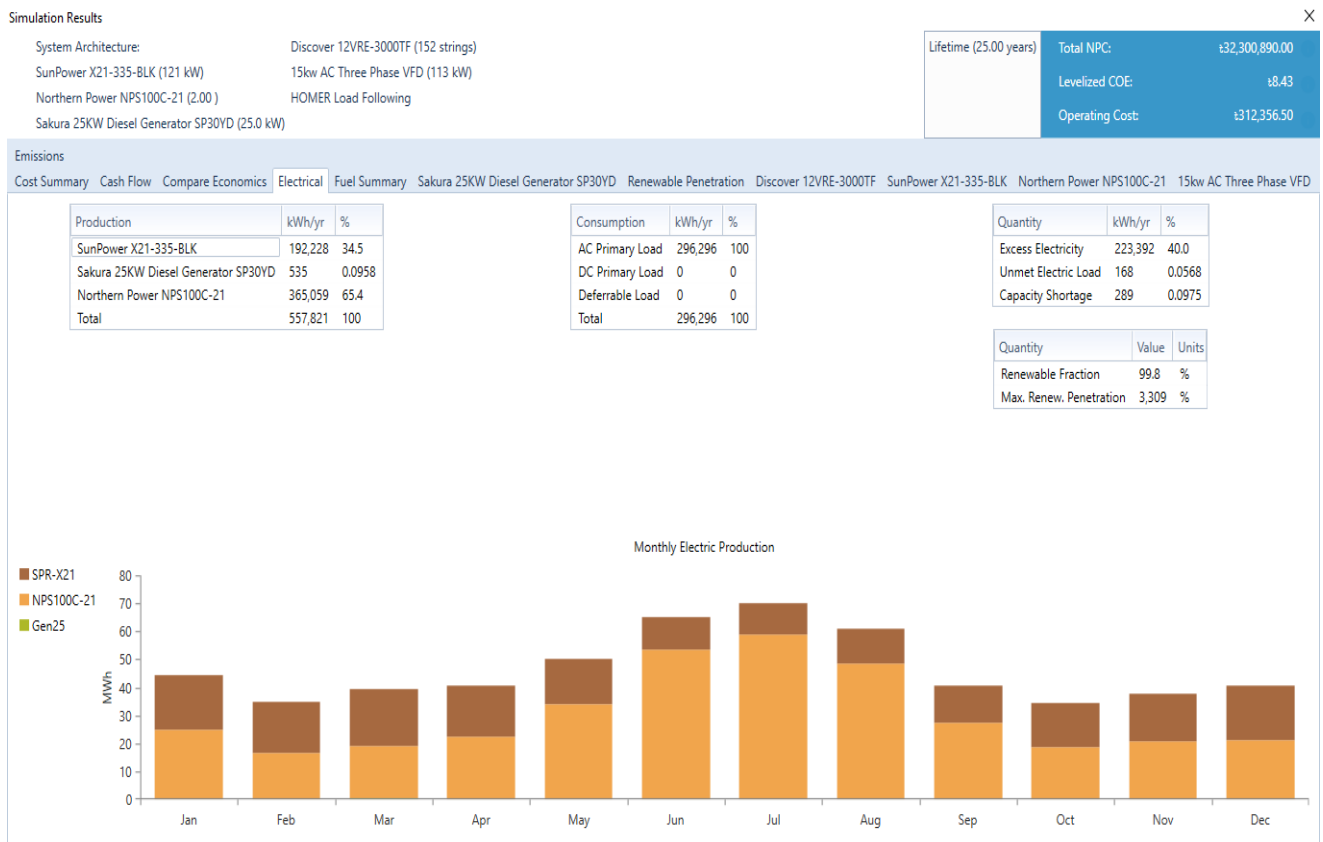 Simulation Results
X
System Architecture:
Discover 12VRE-3000TF (152 strings)
SunPower X21-335-BLK (121 kW)
15kw AC Three Phase VFD (113 kW)
Northern Power NPS100C-21 (2.00 )
HOMER Load Following
Sakura 25KW Diesel Generator SP30YD (25.0 kW)
Lifetime (25.00 years)
Total NPC: ৳32,300,890.00
Levelized COE: ৳8.43
Operating Cost: ৳312,356.50
Emissions
Cost Summary Cash Flow Compare Economics Electrical Fuel Summary Sakura 25KW Diesel Generator SP30YD Renewable Penetration Discover 12VRE-3000TF SunPower X21-335-BLK Northern Power NPS100C-21 15kw AC Three Phase VFD
Production kWh/yr %
SunPower X21-335-BLK 192,228 34.5
Sakura 25KW Diesel Generator SP30YD 535 0.0958
Northern Power NPS100C-21 365,059 65.4
Total 557,821 100
Consumption kWh/yr %
AC Primary Load 296,296 100
DC Primary Load 0 0
Deferrable Load 0 0
Total 296,296 100
Quantity kWh/yr %
Excess Electricity 223,392 40.0
Unmet Electric Load 168 0.0568
Capacity Shortage 289 0.0975
Quantity Value Units
Renewable Fraction 99.8 %
Max. Renew. Penetration 3,309 %
Monthly Electric Production
SPR-X21
NPS100C-21
Gen25
MWh
80
70
60
50
40
30
20
10
0
Jan Feb Mar Apr May Jun Jul Aug Sep Oct Nov Dec